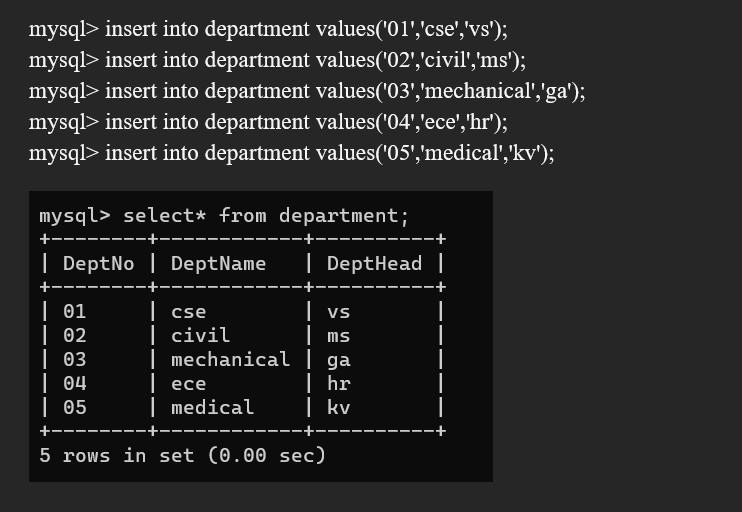 mysql> insert into department values('01','cse','vs');
mysql> insert into department values('02','civil','ms');
mysql> insert into department values('03','mechanical','ga');
mysql> insert into department values('04','ece','hr');
mysql> insert into department values('05','medical','kv');
mysql> select* from department;
+--------+------------+----------+
| DeptNo | DeptName   | DeptHead |
+--------+------------+----------+
| 01     | cse        | vs       |
| 02     | civil      | ms       |
| 03     | mechanical | ga       |
| 04     | ece        | hr       |
| 05     | medical    | kv       |
+--------+------------+----------+
5 rows in set (0.00 sec)